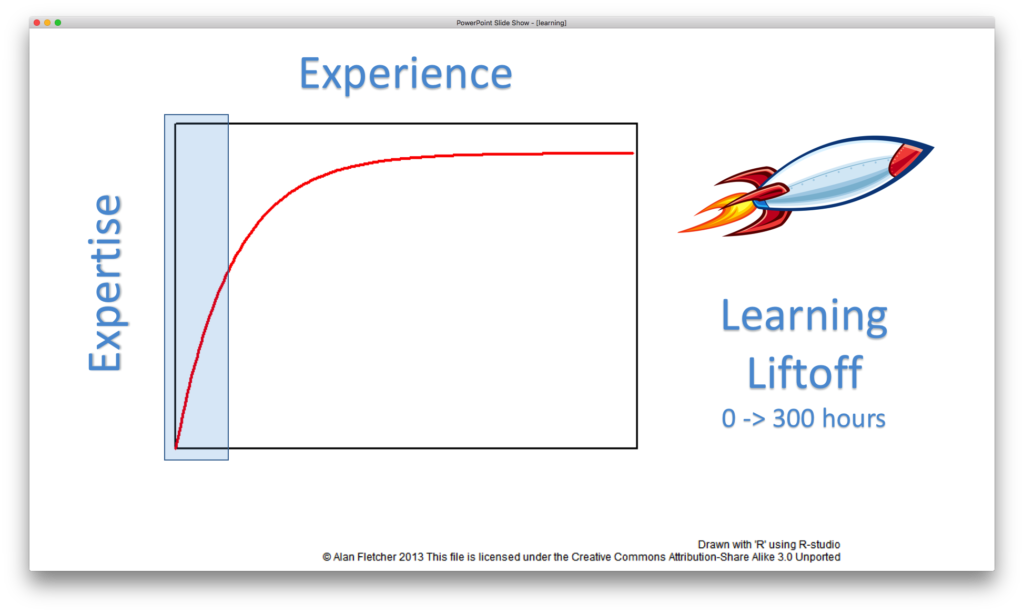 PowerPoint Slide Show - [learning]
Experience
Expertise
Learning
Liftoff
0 -> 300 hours
Drawn with 'R' using R-studio
© Alan Fletcher 2013 This file is licensed under the Creative Commons Attribution-Share Alike 3.0 Unported